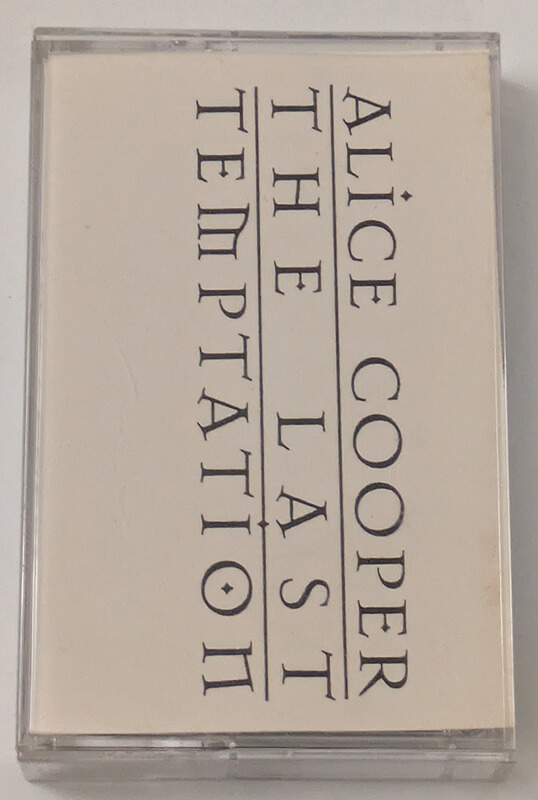 ALICE COOPER
THE LAST
TEMPTATION